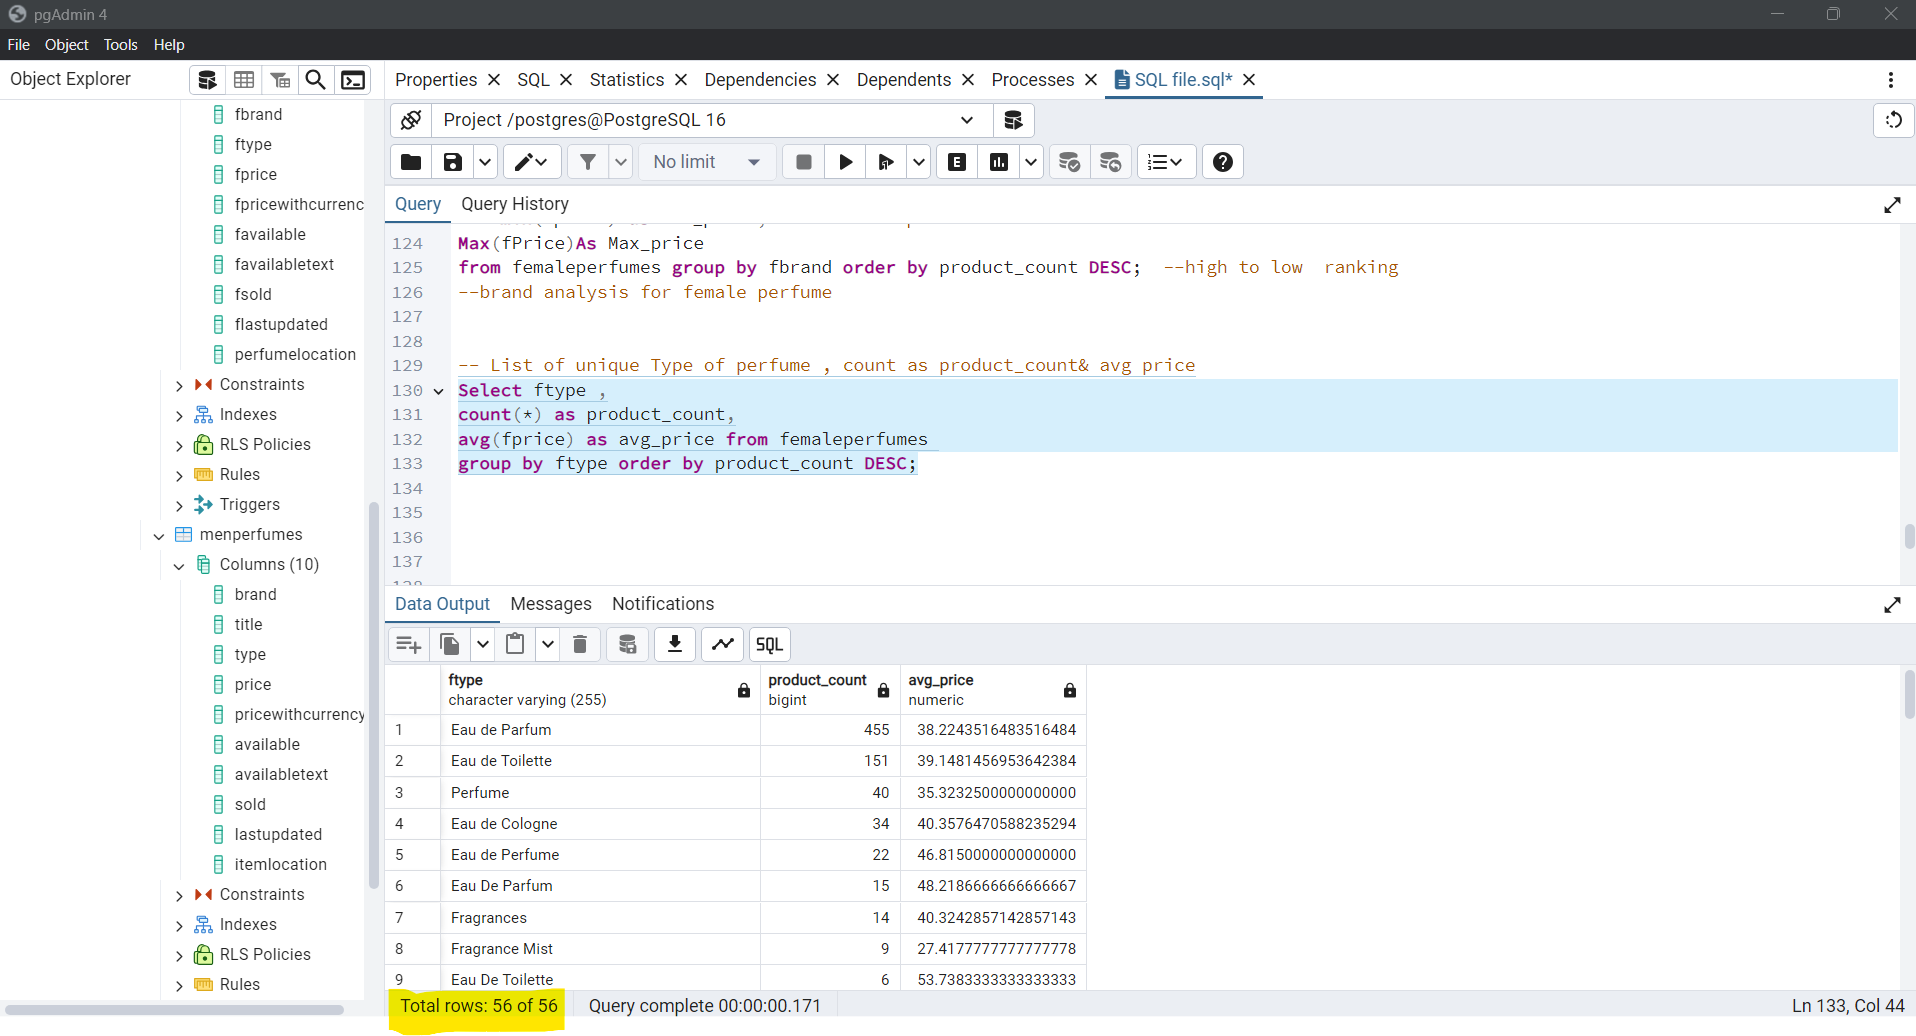 pgAdmin 4
File Object Tools Help
Object Explorer
fbrand
ftype
fprice
fpricewithcurrenc
favailable
favailabletext
fsold
flastupdated
perfumelocation
Constraints
Indexes
RLS Policies
Rules
Triggers
menperfumes
Columns (10)
brand
title
type
price
pricewithcurrency
available
availabletext
sold
lastupdated
itemlocation
Constraints
Indexes
RLS Policies
Rules
Properties SQL Statistics Dependencies Dependents Processes SQL file.sql*
Project /postgres@PostgreSQL 16
No limit
E
Query Query History
124 Max(fPrice)As Max_price
125 from femaleperfumes group by fbrand order by product_count DESC; --high to low ranking
126 --brand analysis for female perfume
127
128
129 -- List of unique Type of perfume , count as product_count& avg price
130 Select ftype ,
131 count(*) as product_count,
132 avg(fprice) as avg_price from femaleperfumes
133 group by ftype order by product_count DESC;
134
135
136
137
Data Output Messages Notifications
SQL
ftype product_count avg_price
character varying (255) bigint numeric
1 Eau de Parfum 455 38.2243516483516484
2 Eau de Toilette 151 39.1481456953642384
3 Perfume 40 35.3232500000000000
4 Eau de Cologne 34 40.3576470588235294
5 Eau de Perfume 22 46.8150000000000000
6 Eau De Parfum 15 48.2186666666666667
7 Fragrances 14 40.3242857142857143
8 Fragrance Mist 9 27.4177777777777778
9 Eau De Toilette 6 53.7383333333333333
Total rows: 56 of 56 Query complete 00:00:00.171 Ln 133, Col 44